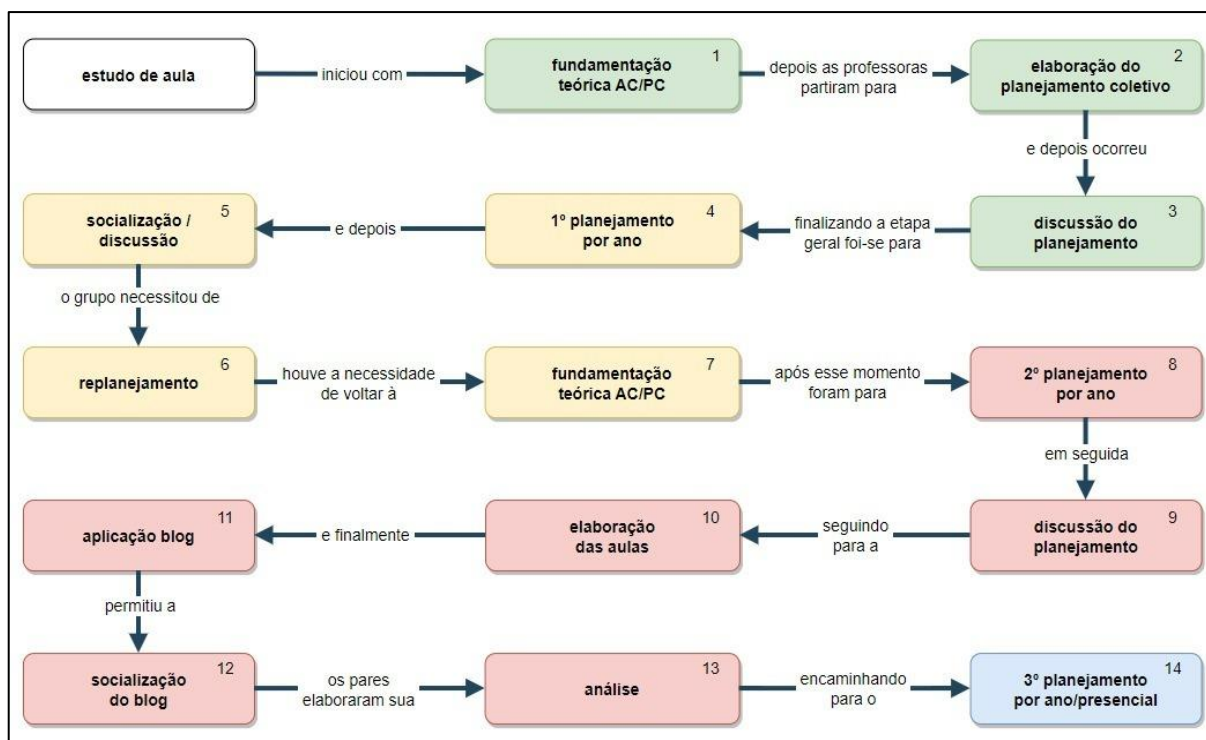 estudo de aula
iniciou com
1
fundamentação
teórica AC/PC
depois as professoras
partiram para
2
elaboração do
planejamento coletivo
e depois ocorreu
3
discussão do
planejamento
finalizando a etapa
geral foi-se para
4
1º planejamento
por ano
e depois
5
socialização /
discussão
o grupo necessitou de
6
replanejamento
houve a necessidade
de voltar à
7
fundamentação
teórica AC/PC
após esse momento
foram para
8
2º planejamento
por ano
em seguida
9
discussão do
planejamento
seguindo
para a
10
elaboração
das aulas
e finalmente
11
aplicação blog
permitiu a
12
socialização
do blog
os pares
elaboraram sua
13
análise
encaminhando
para o
14
3º planejamento
por ano/presencial